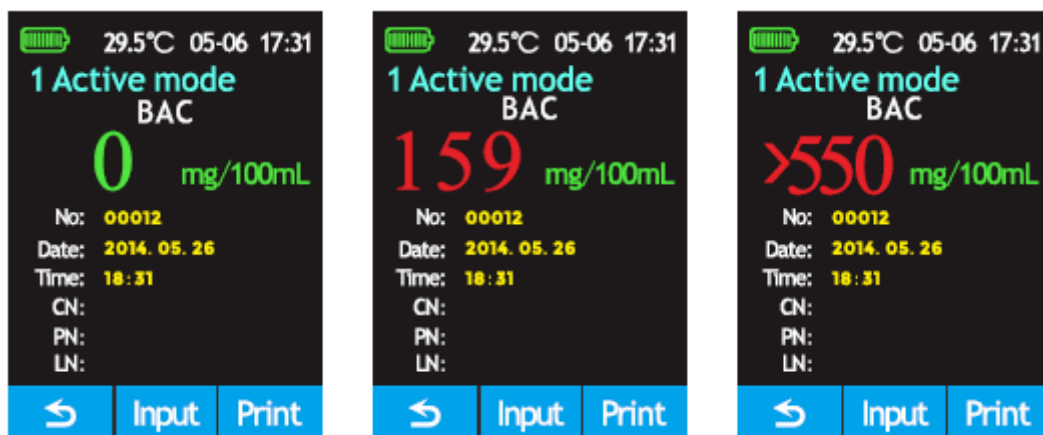 29.5°C 05-06 17:31
1 Active mode
BAC
0 mg/100mL
No: 00012
Date: 2014. 05. 26
Time: 18:31
CN:
PN:
LN:
Input Print
29.5°C 05-06 17:31
1 Active mode
BAC
159 mg/100mL
No: 00012
Date: 2014. 05. 26
Time: 18:31
CN:
PN:
LN:
Input Print
29.5°C 05-06 17:31
1 Active mode
BAC
>550 mg/100mL
No: 00012
Date: 2014. 05. 26
Time: 18:31
CN:
PN:
LN:
Input Print